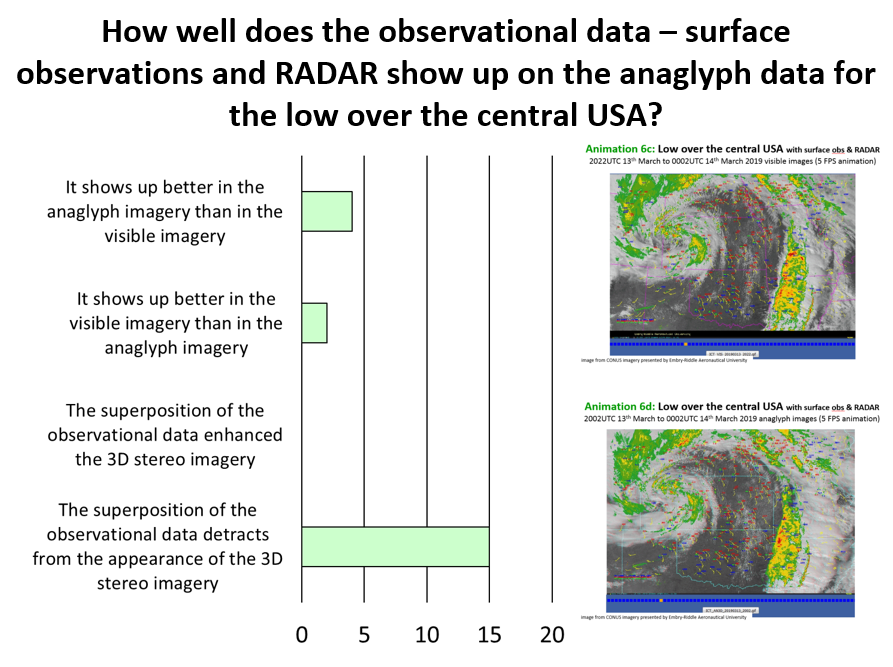 How well does the observational data – surface
observations and RADAR show up on the anaglyph data for
the low over the central USA?
It shows up better in the
anaglyph imagery than in the
visible imagery
It shows up better in the
visible imagery than in the
anaglyph imagery
The superposition of the
observational data enhanced
the 3D stereo imagery
The superposition of the
observational data detracts
from the appearance of the 3D
stereo imagery
0 5 10 15 20
Animation 6c: Low over the central USA with surface obs & RADAR
2022UTC 13th March to 0002UTC 14th March 2019 visible images (5 FPS animation)
Image from CONUS imagery presented by Embry-Riddle Aeronautical University
Animation 6d: Low over the central USA with surface obs & RADAR
2002UTC 13th March to 0002UTC 14th March 2019 anaglyph images (5 FPS animation)
Image from CONUS imagery presented by Embry-Riddle Aeronautical University